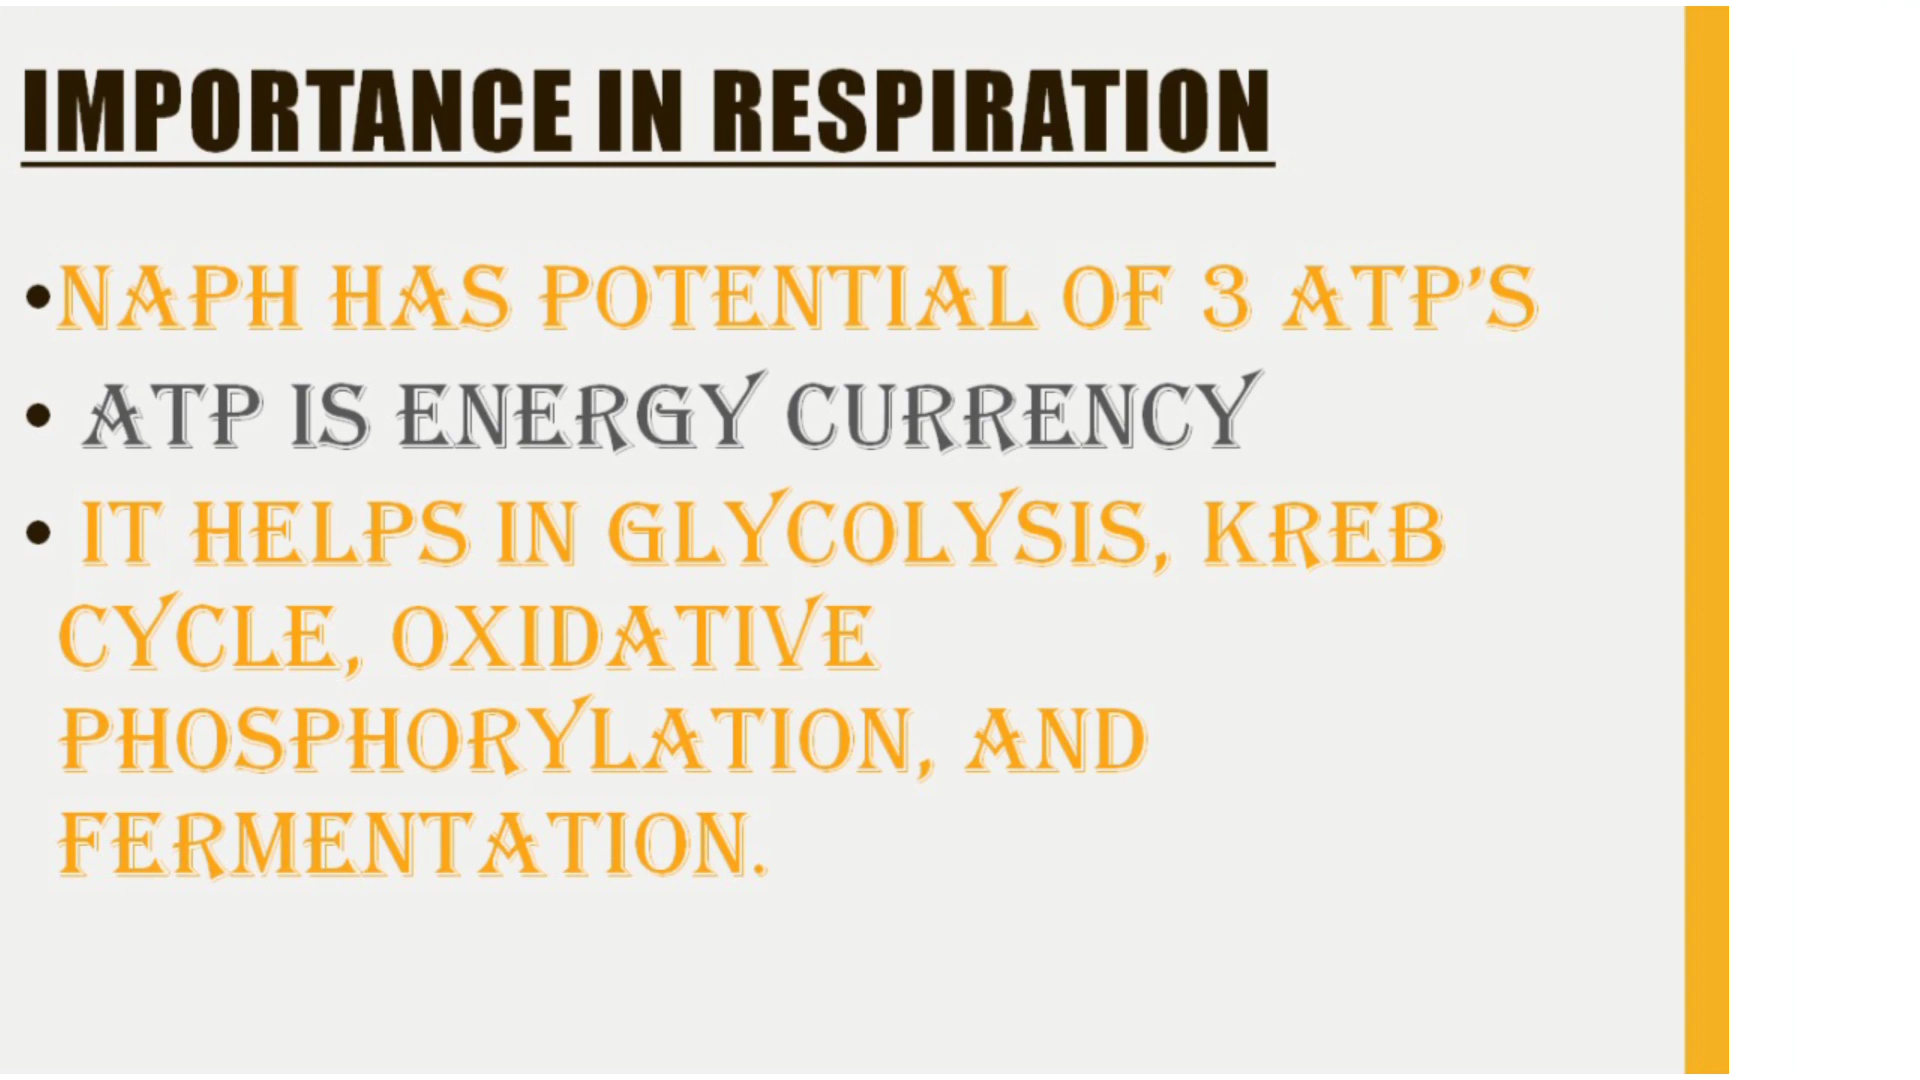 IMPORTANCE IN RESPIRATION
•NAPH HAS POTENTIAL OF 3 ATP’S
• ATP IS ENERGY CURRENCY
• IT HELPS IN GLYCOLYSIS, KREB
CYCLE, OXIDATIVE
PHOSPHORYLATION, AND
FERMENTATION.